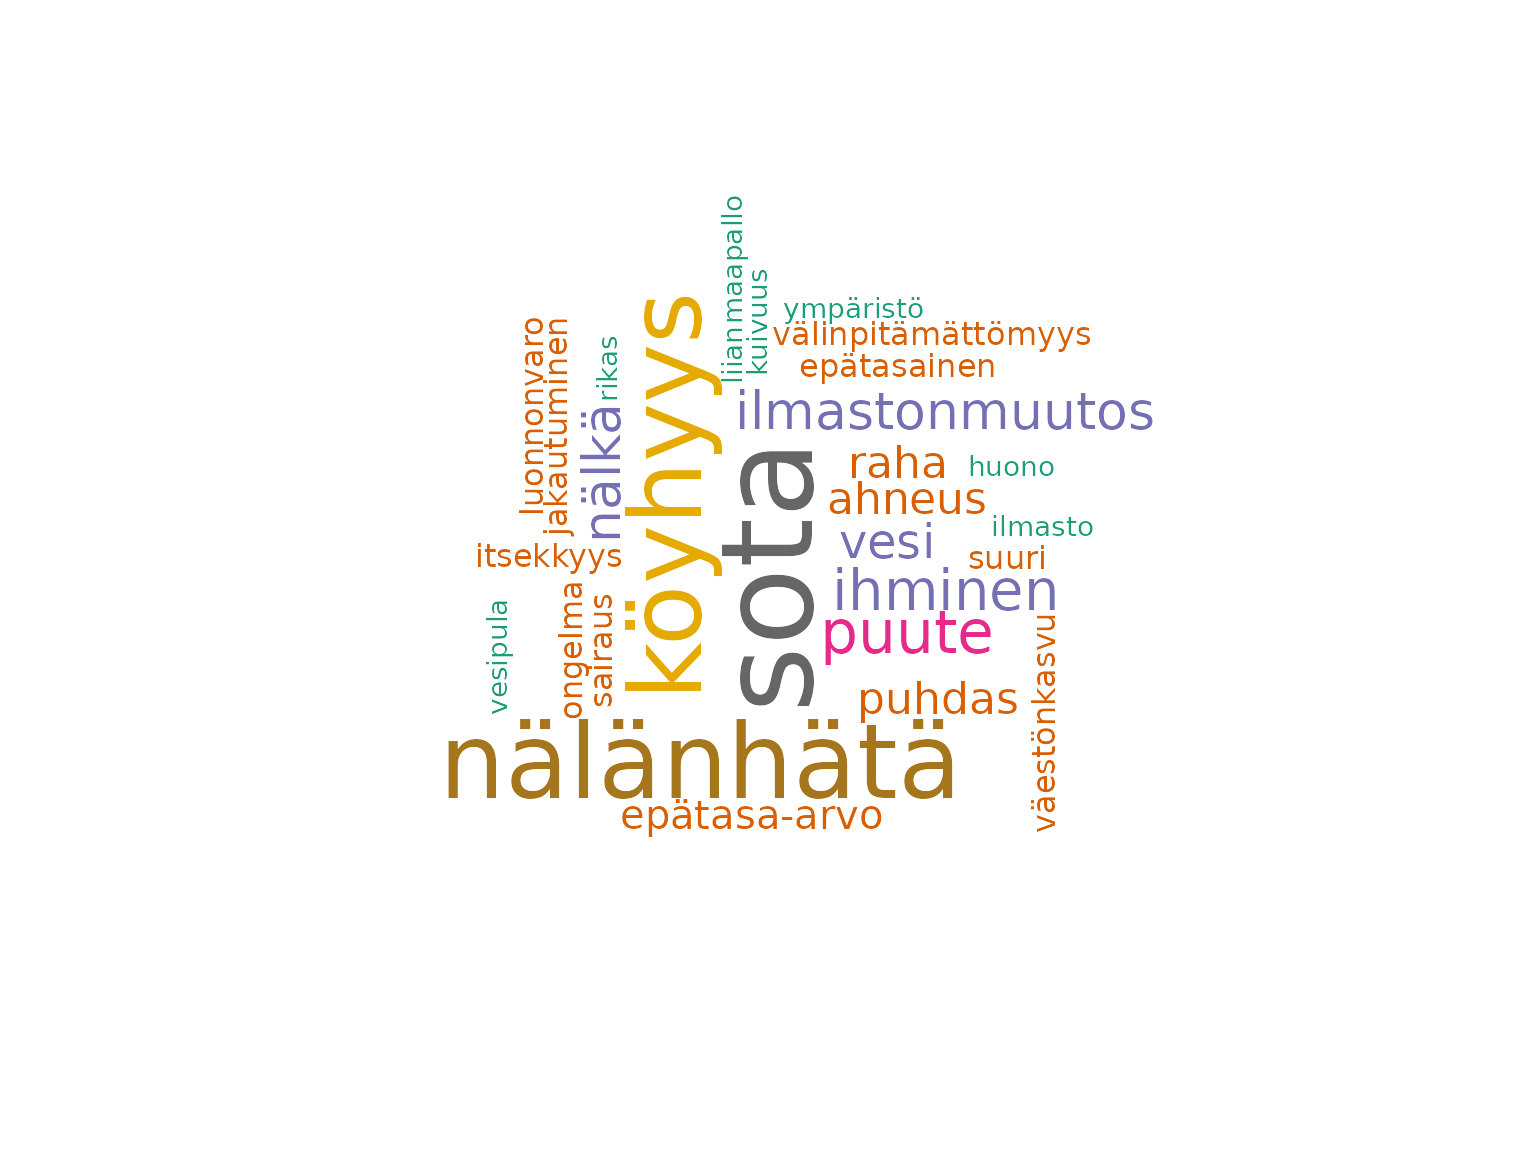 liianmaapallo
kuivuus
ympäristö
välinpitämättömyys
epätasainen
luonnonvaro
jakautuminen
rikas
nälkä
köyhyys
ilmastonmuutos
sota
raha
huono
ahneus
ilmasto
vesi
suuri
itsekkyys
ihminen
puute
vesipula
ongelma
sairaus
puhdas
väestönkasvu
nälänhätä
epätasa-arvo